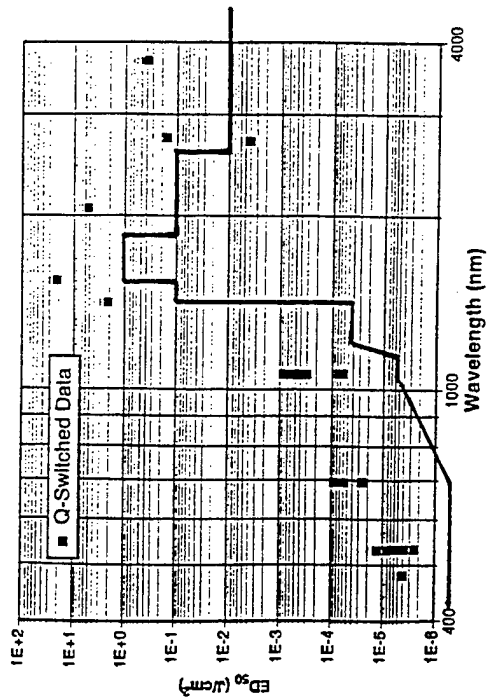 Q-Switched Data
ED₅₀ (J/cm²)
1E+2
1E+1
1E+0
1E-1
1E-2
1E-3
1E-4
1E-5
1E-6
400
1000
4000
Wavelength (nm)